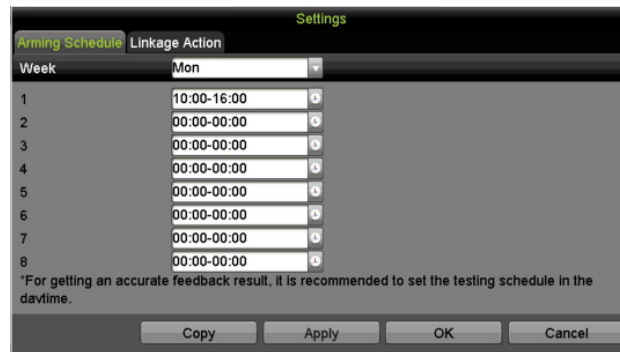 Settings
Arming Schedule Linkage Action
Week Mon
1 10:00-16:00
2 00:00-00:00
3 00:00-00:00
4 00:00-00:00
5 00:00-00:00
6 00:00-00:00
7 00:00-00:00
8 00:00-00:00
*For getting an accurate feedback result, it is recommended to set the testing schedule in the
daytime.
Copy Apply OK Cancel